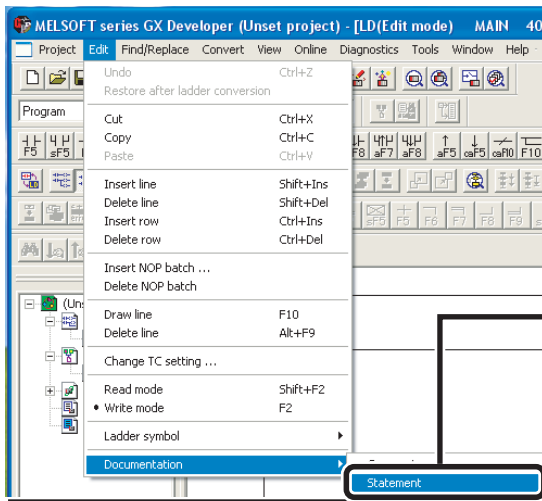 MELSOFT series GX Developer (Unset project) - [LD(Edit mode) MAIN 40
Project Edit Find/Replace Convert View Online Diagnostics Tools Window Help
Program
F5 sF5 F8 aF7 aF8 aF5 caF5 caF10 F10
sF5 F5 F6 F7 F8 F9
Undo Ctrl+Z
Restore after ladder conversion
Cut Ctrl+X
Copy Ctrl+C
Paste Ctrl+V
Insert line Shift+Ins
Delete line Shift+Del
Insert row Ctrl+Ins
Delete row Ctrl+Del
Insert NOP batch ...
Delete NOP batch
Draw line F10
Delete line Alt+F9
Change TC setting ...
Read mode Shift+F2
• Write mode F2
Ladder symbol
Documentation
Statement
(Uns